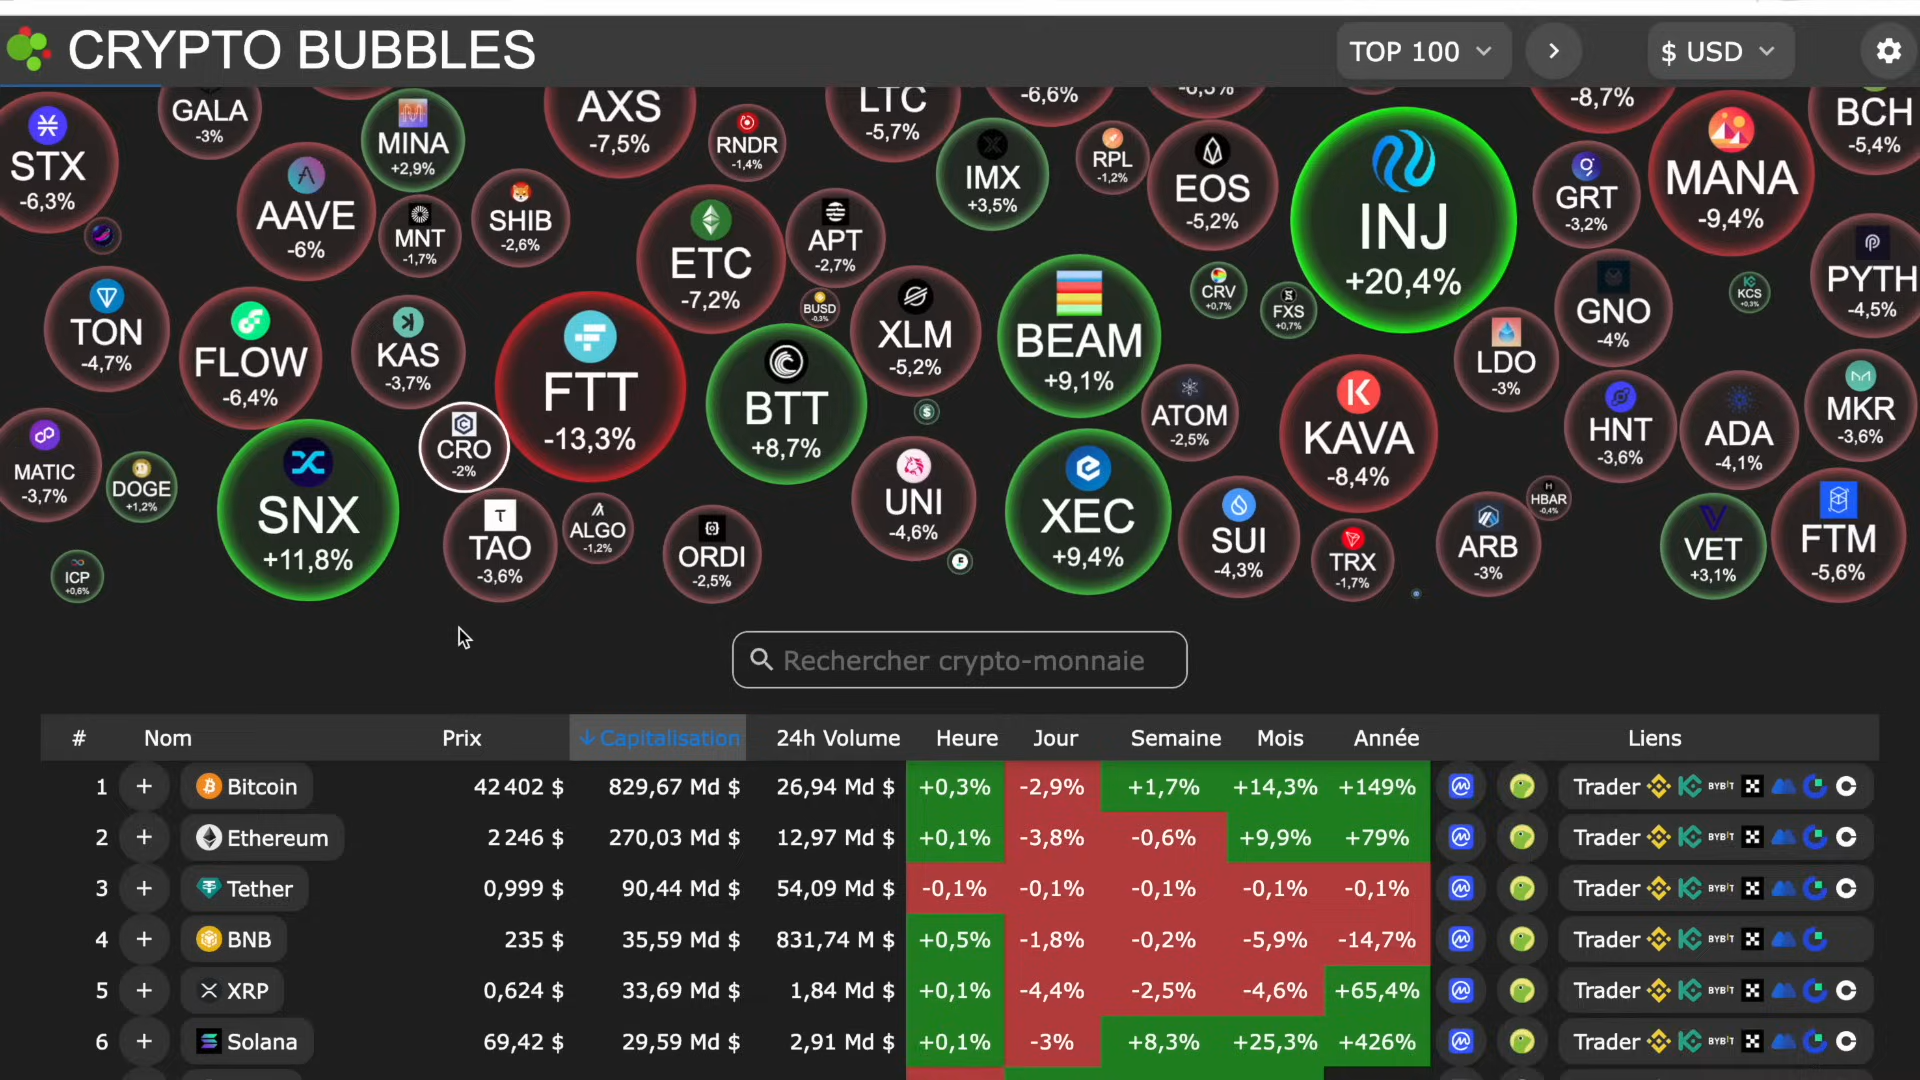 CRYPTO BUBBLES
TOP 100
$ USD
STX
-6,3%
GALA
-3%
MINA
+2,9%
AAVE
-6%
MNT
-1,7%
SHIB
-2,6%
AXS
-7,5%
RNDR
-1,4%
LTC
-5,7%
-6,6%
IMX
+3,5%
RPL
-1,2%
EOS
-5,2%
INJ
+20,4%
-8,7%
GRT
-3,2%
MANA
-9,4%
BCH
-5,4%
TON
-4,7%
FLOW
-6,4%
KAS
-3,7%
FTT
-13,3%
ETC
-7,2%
APT
-2,7%
BUSD
-0,3%
XLM
-5,2%
BEAM
+9,1%
CRV
+0,7%
FXS
+0,7%
GNO
-4%
KCS
+0,3%
PYTH
-4,5%
LDO
-3%
MATIC
-3,7%
DOGE
+1,2%
SNX
+11,8%
CRO
-2%
BTT
+8,7%
ATOM
-2,5%
KAVA
-8,4%
HNT
-3,6%
ADA
-4,1%
MKR
-3,6%
ICP
+0,6%
TAO
-3,6%
ALGO
-1,2%
ORDI
-2,5%
UNI
-4,6%
XEC
+9,4%
SUI
-4,3%
TRX
-1,7%
ARB
-3%
HBAR
-0,4%
VET
+3,1%
FTM
-5,6%
Rechercher crypto-monnaie
# Nom Prix Capitalisation 24h Volume Heure Jour Semaine Mois Année Liens
1 + Bitcoin 42 402 $ 829,67 Md $ 26,94 Md $ +0,3% -2,9% +1,7% +14,3% +149% Trader BYBIT
2 + Ethereum 2 246 $ 270,03 Md $ 12,97 Md $ +0,1% -3,8% -0,6% +9,9% +79% Trader BYBIT
3 + Tether 0,999 $ 90,44 Md $ 54,09 Md $ -0,1% -0,1% -0,1% -0,1% -0,1% Trader BYBIT
4 + BNB 235 $ 35,59 Md $ 831,74 M $ +0,5% -1,8% -0,2% -5,9% -14,7% Trader BYBIT
5 + XRP 0,624 $ 33,69 Md $ 1,84 Md $ +0,1% -4,4% -2,5% -4,6% +65,4% Trader BYBIT
6 + Solana 69,42 $ 29,59 Md $ 2,91 Md $ +0,1% -3% +8,3% +25,3% +426% Trader BYBIT